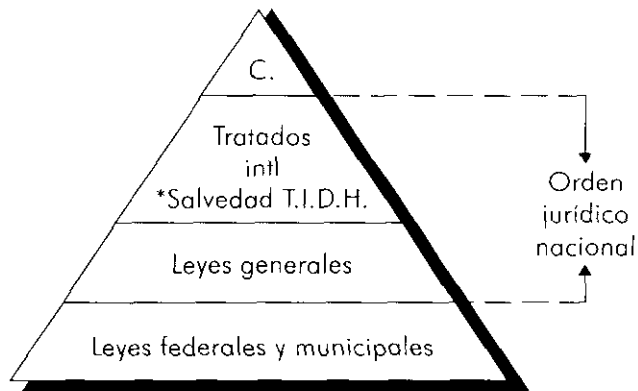 C.
Tratados
intl
*Salvedad T.I.D.H.
Leyes generales
Leyes federales y municipales
Orden
jurídico
nacional